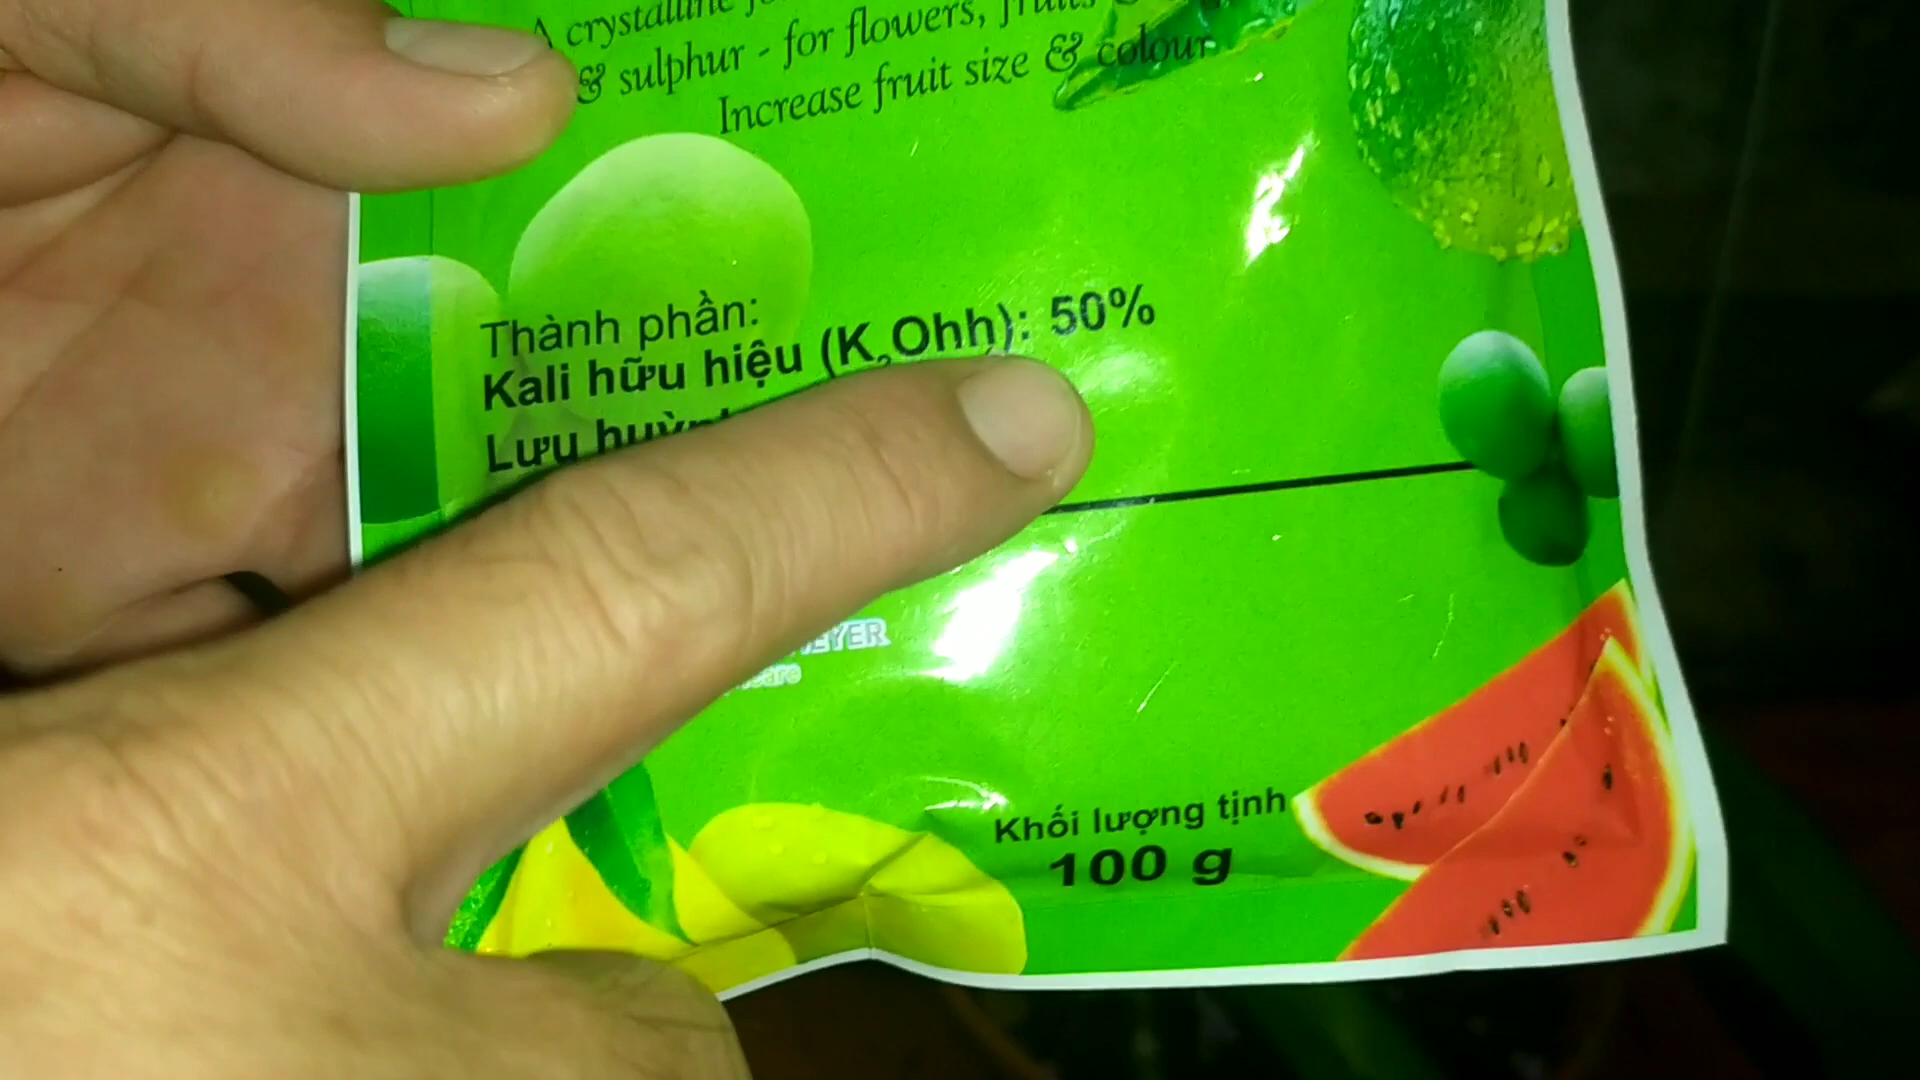 A crystalline
& sulphur - for flowers, fruits &
Increase fruit size & colour
Thành phần:
Kali hữu hiệu (K₂Ohh): 50%
Lưu huỳnh
Khối lượng tịnh
100 g